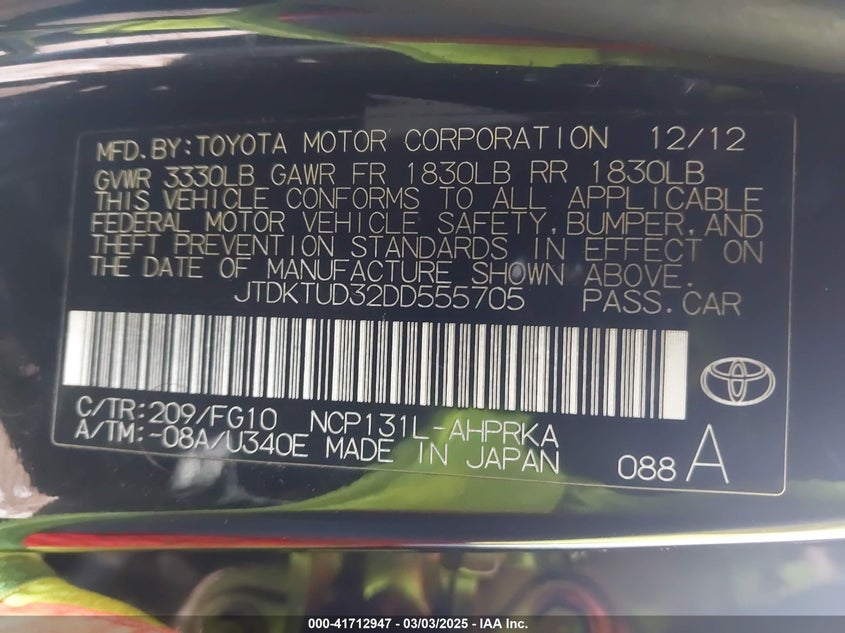 MFD.BY:TOYOTA MOTOR CORPORATION 12/12
GVWR 3330LB GAWR FR 1830LB RR 1830LB
THIS VEHICLE CONFORMS TO ALL APPLICABLE
FEDERAL MOTOR VEHICLE SAFETY,BUMPER,AND
THEFT PREVENTION STANDARDS IN EFFECT ON
THE DATE OF MANUFACTURE SHOWN ABOVE.
JTDKTUD32DD555705 PASS.CAR
C/TR:209/FG10 NCP131L-AHPRKA
A/TM:-08A/U340E MADE IN JAPAN 088 A
000-41712947 - 03/03/2025 - IAA Inc.